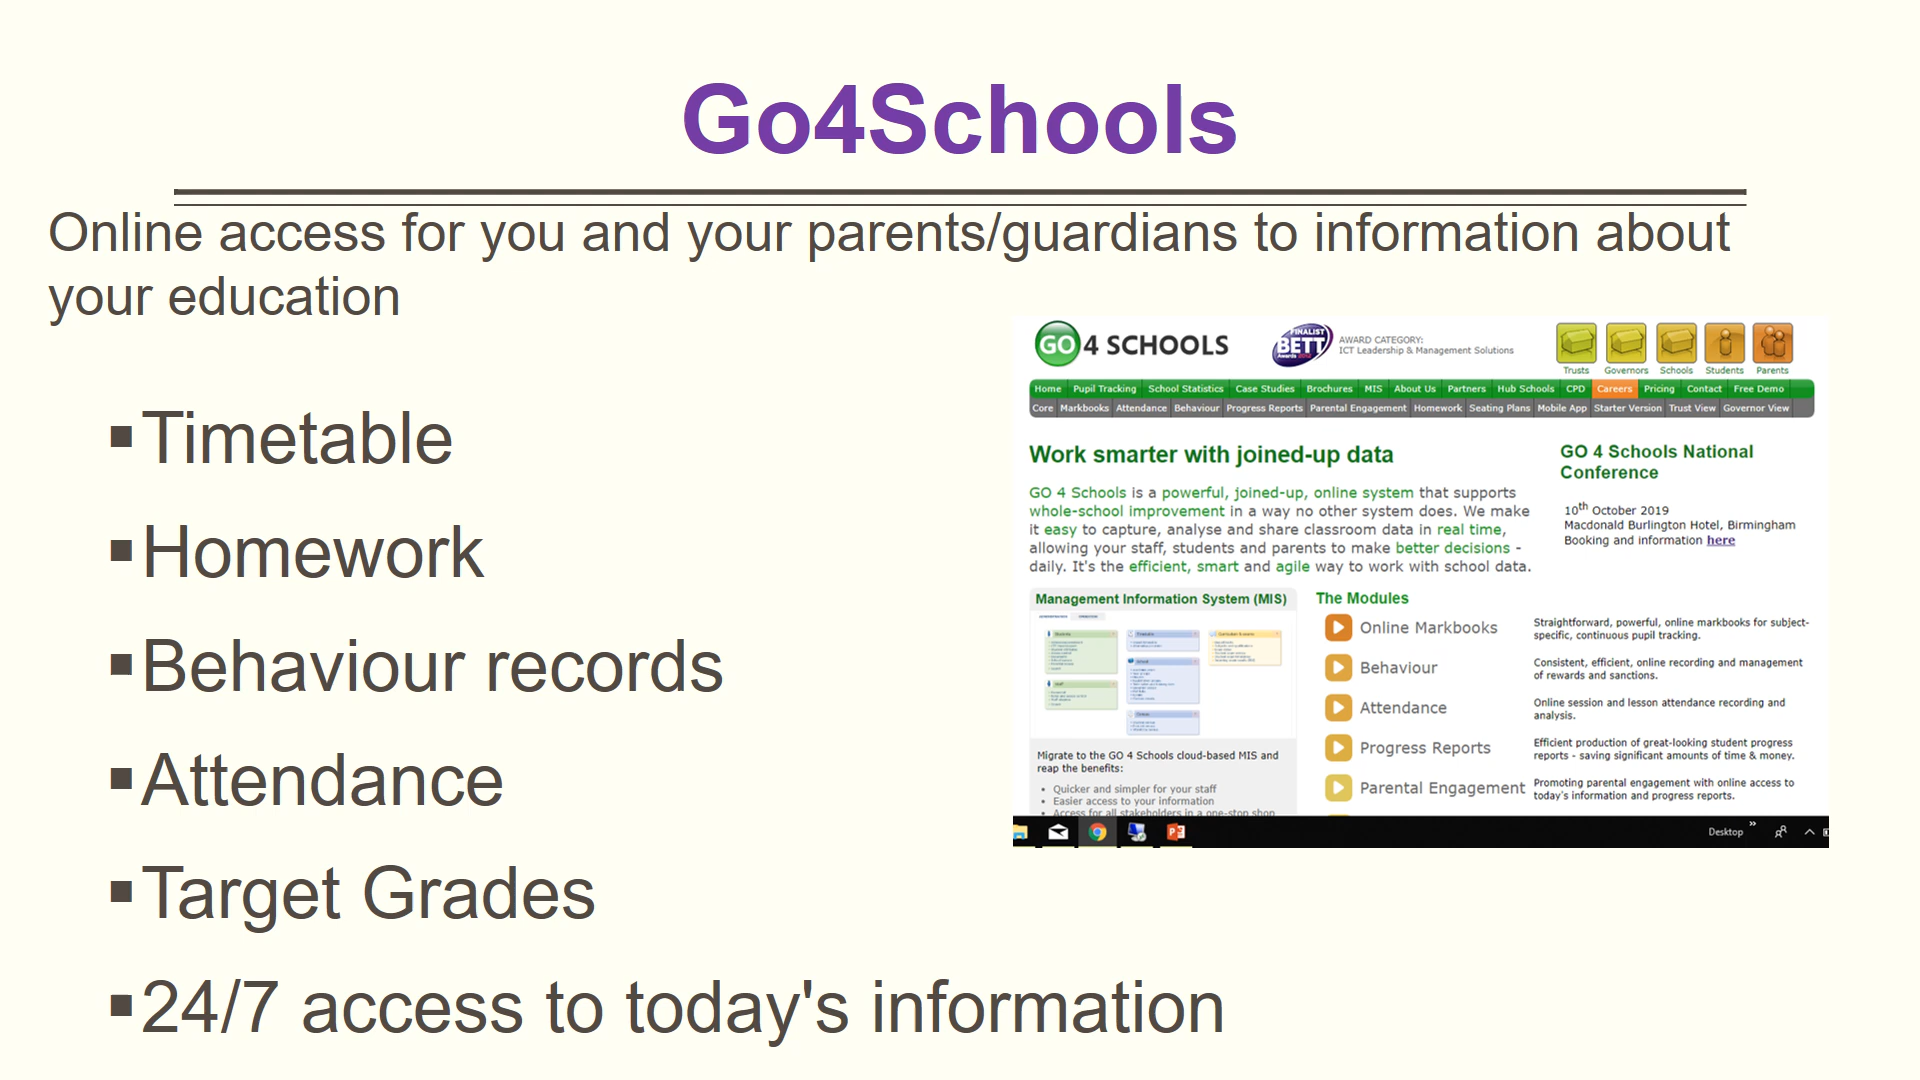 Go4Schools
Online access for you and your parents/guardians to information about
your education
▪Timetable
▪Homework
▪Behaviour records
▪Attendance
▪Target Grades
▪24/7 access to today's information
GO 4 SCHOOLS
FINALIST
BETT
Awards
AWARD CATEGORY:
ICT Leadership & Management Solutions
Trusts Governors Schools Students Parents
Home Pupil Tracking School Statistics Case Studies Brochures MIS About Us Partners Hub Schools CPD Careers Pricing Contact Free Demo
Core Markbooks Attendance Behaviour Progress Reports Parental Engagement Homework Seating Plans Mobile App Starter Version Trust View Governor View
Work smarter with joined-up data
GO 4 Schools is a powerful, joined-up, online system that supports
whole-school improvement in a way no other system does. We make
it easy to capture, analyse and share classroom data in real time,
allowing your staff, students and parents to make better decisions -
daily. It's the efficient, smart and agile way to work with school data.
GO 4 Schools National
Conference
10th October 2019
Macdonald Burlington Hotel, Birmingham
Booking and information here
Management Information System (MIS)
Migrate to the GO 4 Schools cloud-based MIS and
reap the benefits:
• Quicker and simpler for your staff
• Easier access to your information
• Access for all stakeholders in a one-stop shop
The Modules
Online Markbooks
Straightforward, powerful, online markbooks for subject-
specific, continuous pupil tracking.
Behaviour
Consistent, efficient, online recording and management
of rewards and sanctions.
Attendance
Online session and lesson attendance recording and
analysis.
Progress Reports
Efficient production of great-looking student progress
reports - saving significant amounts of time & money.
Parental Engagement
Promoting parental engagement with online access to
today's information and progress reports.
Desktop »